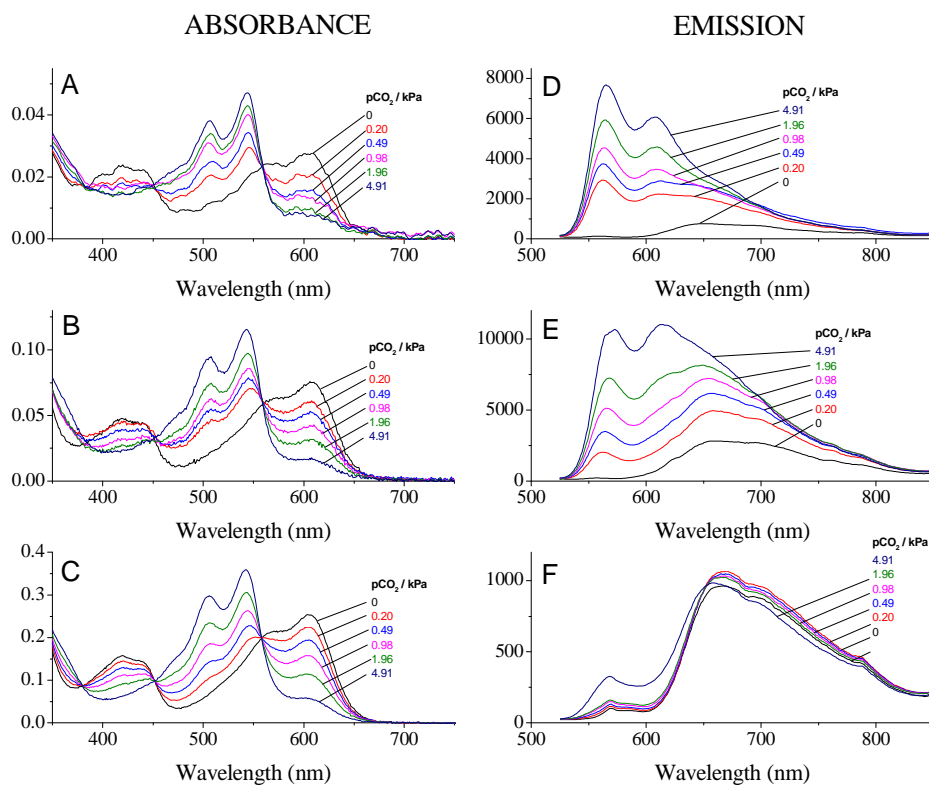 ABSORBANCE
EMISSION
A
pCO2 / kPa
0
0.20
0.49
0.98
1.96
4.91
0.04
0.02
0.00
400 500 600 700
Wavelength (nm)
D
pCO2 / kPa
4.91
1.96
0.98
0.49
0.20
0
8000
6000
4000
2000
0
500 600 700 800
Wavelength (nm)
B
pCO2 / kPa
0
0.20
0.49
0.98
1.96
4.91
0.10
0.05
0.00
400 500 600 700
Wavelength (nm)
E
pCO2 / kPa
4.91
1.96
0.98
0.49
0.20
0
10000
5000
0
500 600 700 800
Wavelength (nm)
C
pCO2 / kPa
0
0.20
0.49
0.98
1.96
4.91
0.4
0.3
0.2
0.1
0.0
400 500 600 700
Wavelength (nm)
F
pCO2 / kPa
4.91
1.96
0.98
0.49
0.20
0
1000
500
0
500 600 700 800
Wavelength (nm)